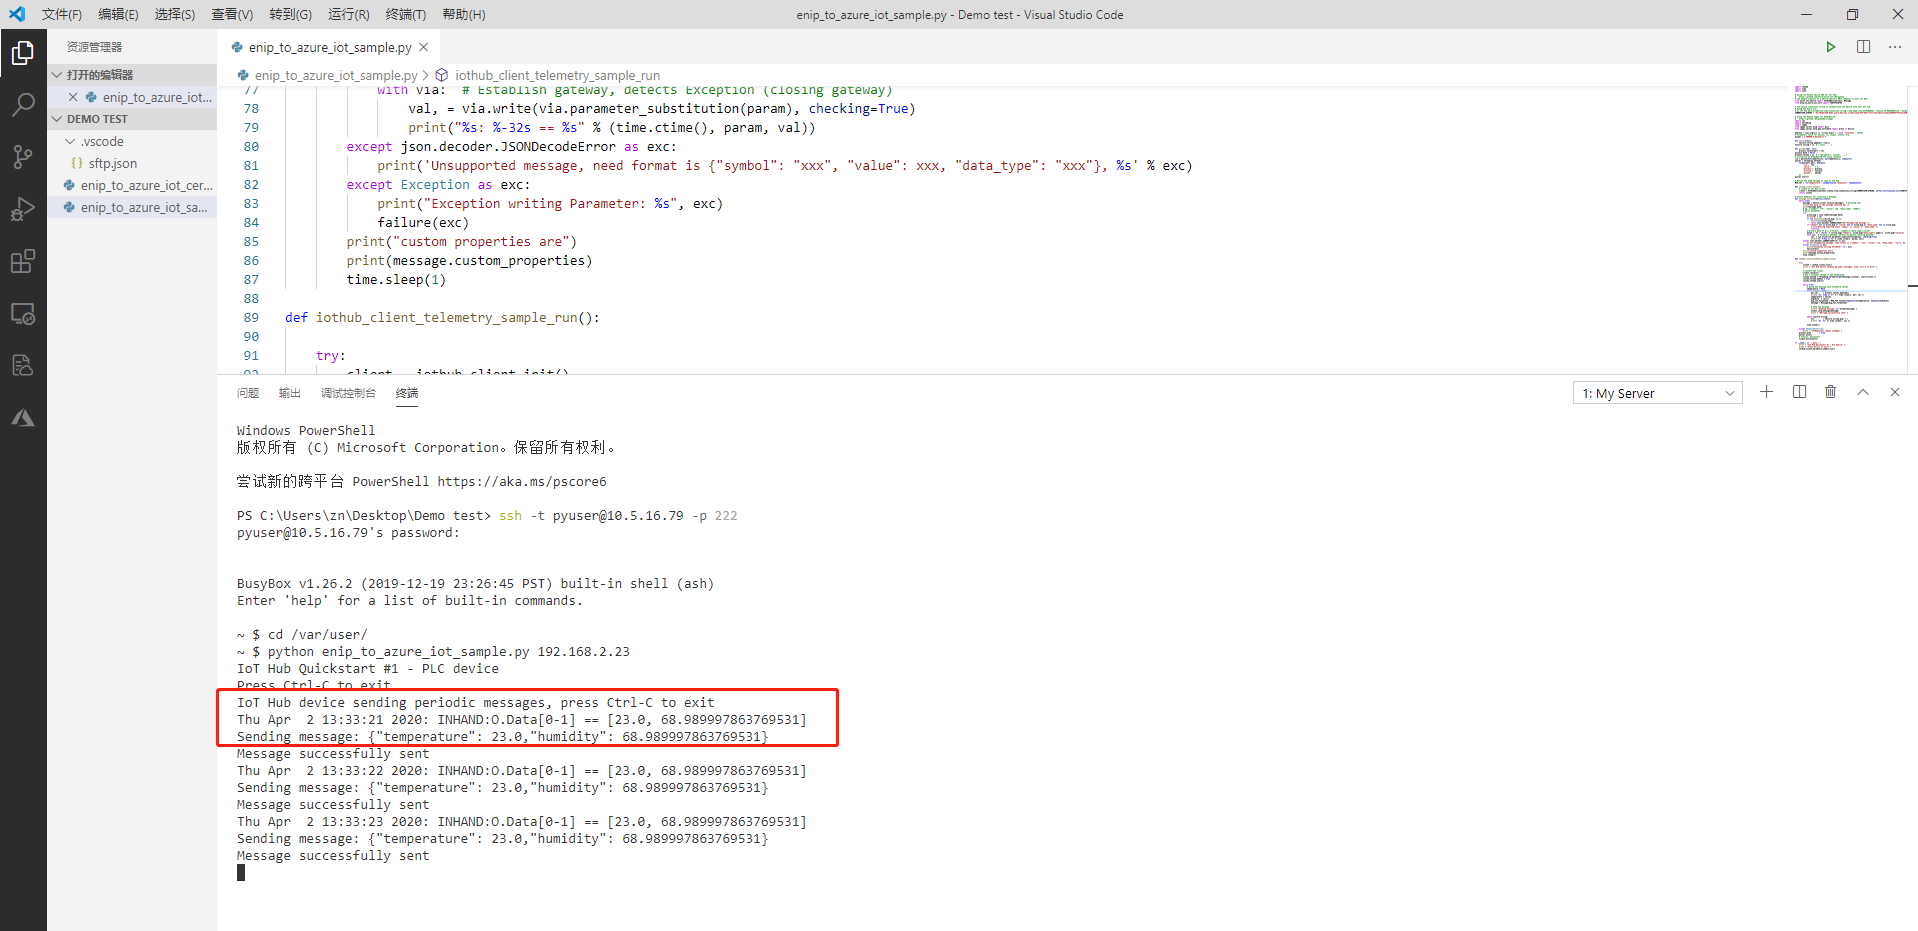 文件(F) 编辑(E) 选择(S) 查看(V) 转到(G) 运行(R) 终端(T) 帮助(H)
enip_to_azure_iot_sample.py - Demo test - Visual Studio Code
资源管理器
打开的编辑器
enip_to_azure_iot...
DEMO TEST
.vscode
{} sftp.json
enip_to_azure_iot_cer...
enip_to_azure_iot_sa...
enip_to_azure_iot_sample.py
enip_to_azure_iot_sample.py > iothub_client_telemetry_sample_run
77 with via: # Establish gateway, detects Exception (closing gateway)
78 val, = via.write(via.parameter_substitution(param), checking=True)
79 print("%s: %-32s == %s" % (time.ctime(), param, val))
80 except json.decoder.JSONDecodeError as exc:
81 print('Unsupported message, need format is {"symbol": "xxx", "value": xxx, "data_type": "xxx"}, %s' % exc)
82 except Exception as exc:
83 print("Exception writing Parameter: %s", exc)
84 failure(exc)
85 print("custom properties are")
86 print(message.custom_properties)
87 time.sleep(1)
88
89 def iothub_client_telemetry_sample_run():
90
91 try:
92 client = iothub_client_init()
问题 输出 调试控制台 终端
1: My Server
Windows PowerShell
版权所有 (C) Microsoft Corporation。保留所有权利。
尝试新的跨平台 PowerShell https://aka.ms/pscore6
PS C:\Users\zn\Desktop\Demo test> ssh -t pyuser@10.5.16.79 -p 222
pyuser@10.5.16.79's password:
BusyBox v1.26.2 (2019-12-19 23:26:45 PST) built-in shell (ash)
Enter 'help' for a list of built-in commands.
~ $ cd /var/user/
~ $ python enip_to_azure_iot_sample.py 192.168.2.23
IoT Hub Quickstart #1 - PLC device
Press Ctrl-C to exit
IoT Hub device sending periodic messages, press Ctrl-C to exit
Thu Apr  2 13:33:21 2020: INHAND:O.Data[0-1] == [23.0, 68.989997863769531]
Sending message: {"temperature": 23.0,"humidity": 68.989997863769531}
Message successfully sent
Thu Apr  2 13:33:22 2020: INHAND:O.Data[0-1] == [23.0, 68.989997863769531]
Sending message: {"temperature": 23.0,"humidity": 68.989997863769531}
Message successfully sent
Thu Apr  2 13:33:23 2020: INHAND:O.Data[0-1] == [23.0, 68.989997863769531]
Sending message: {"temperature": 23.0,"humidity": 68.989997863769531}
Message successfully sent